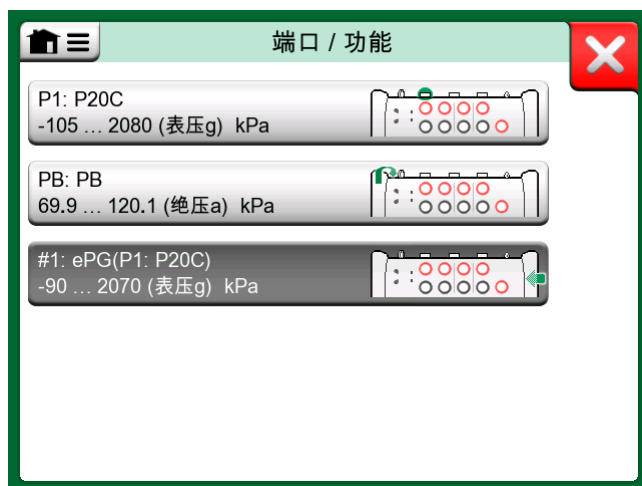 端口 / 功能
P1: P20C
-105 … 2080 (表压g) kPa
PB: PB
69.9 … 120.1 (绝压a) kPa
#1: ePG(P1: P20C)
-90 … 2070 (表压g) kPa